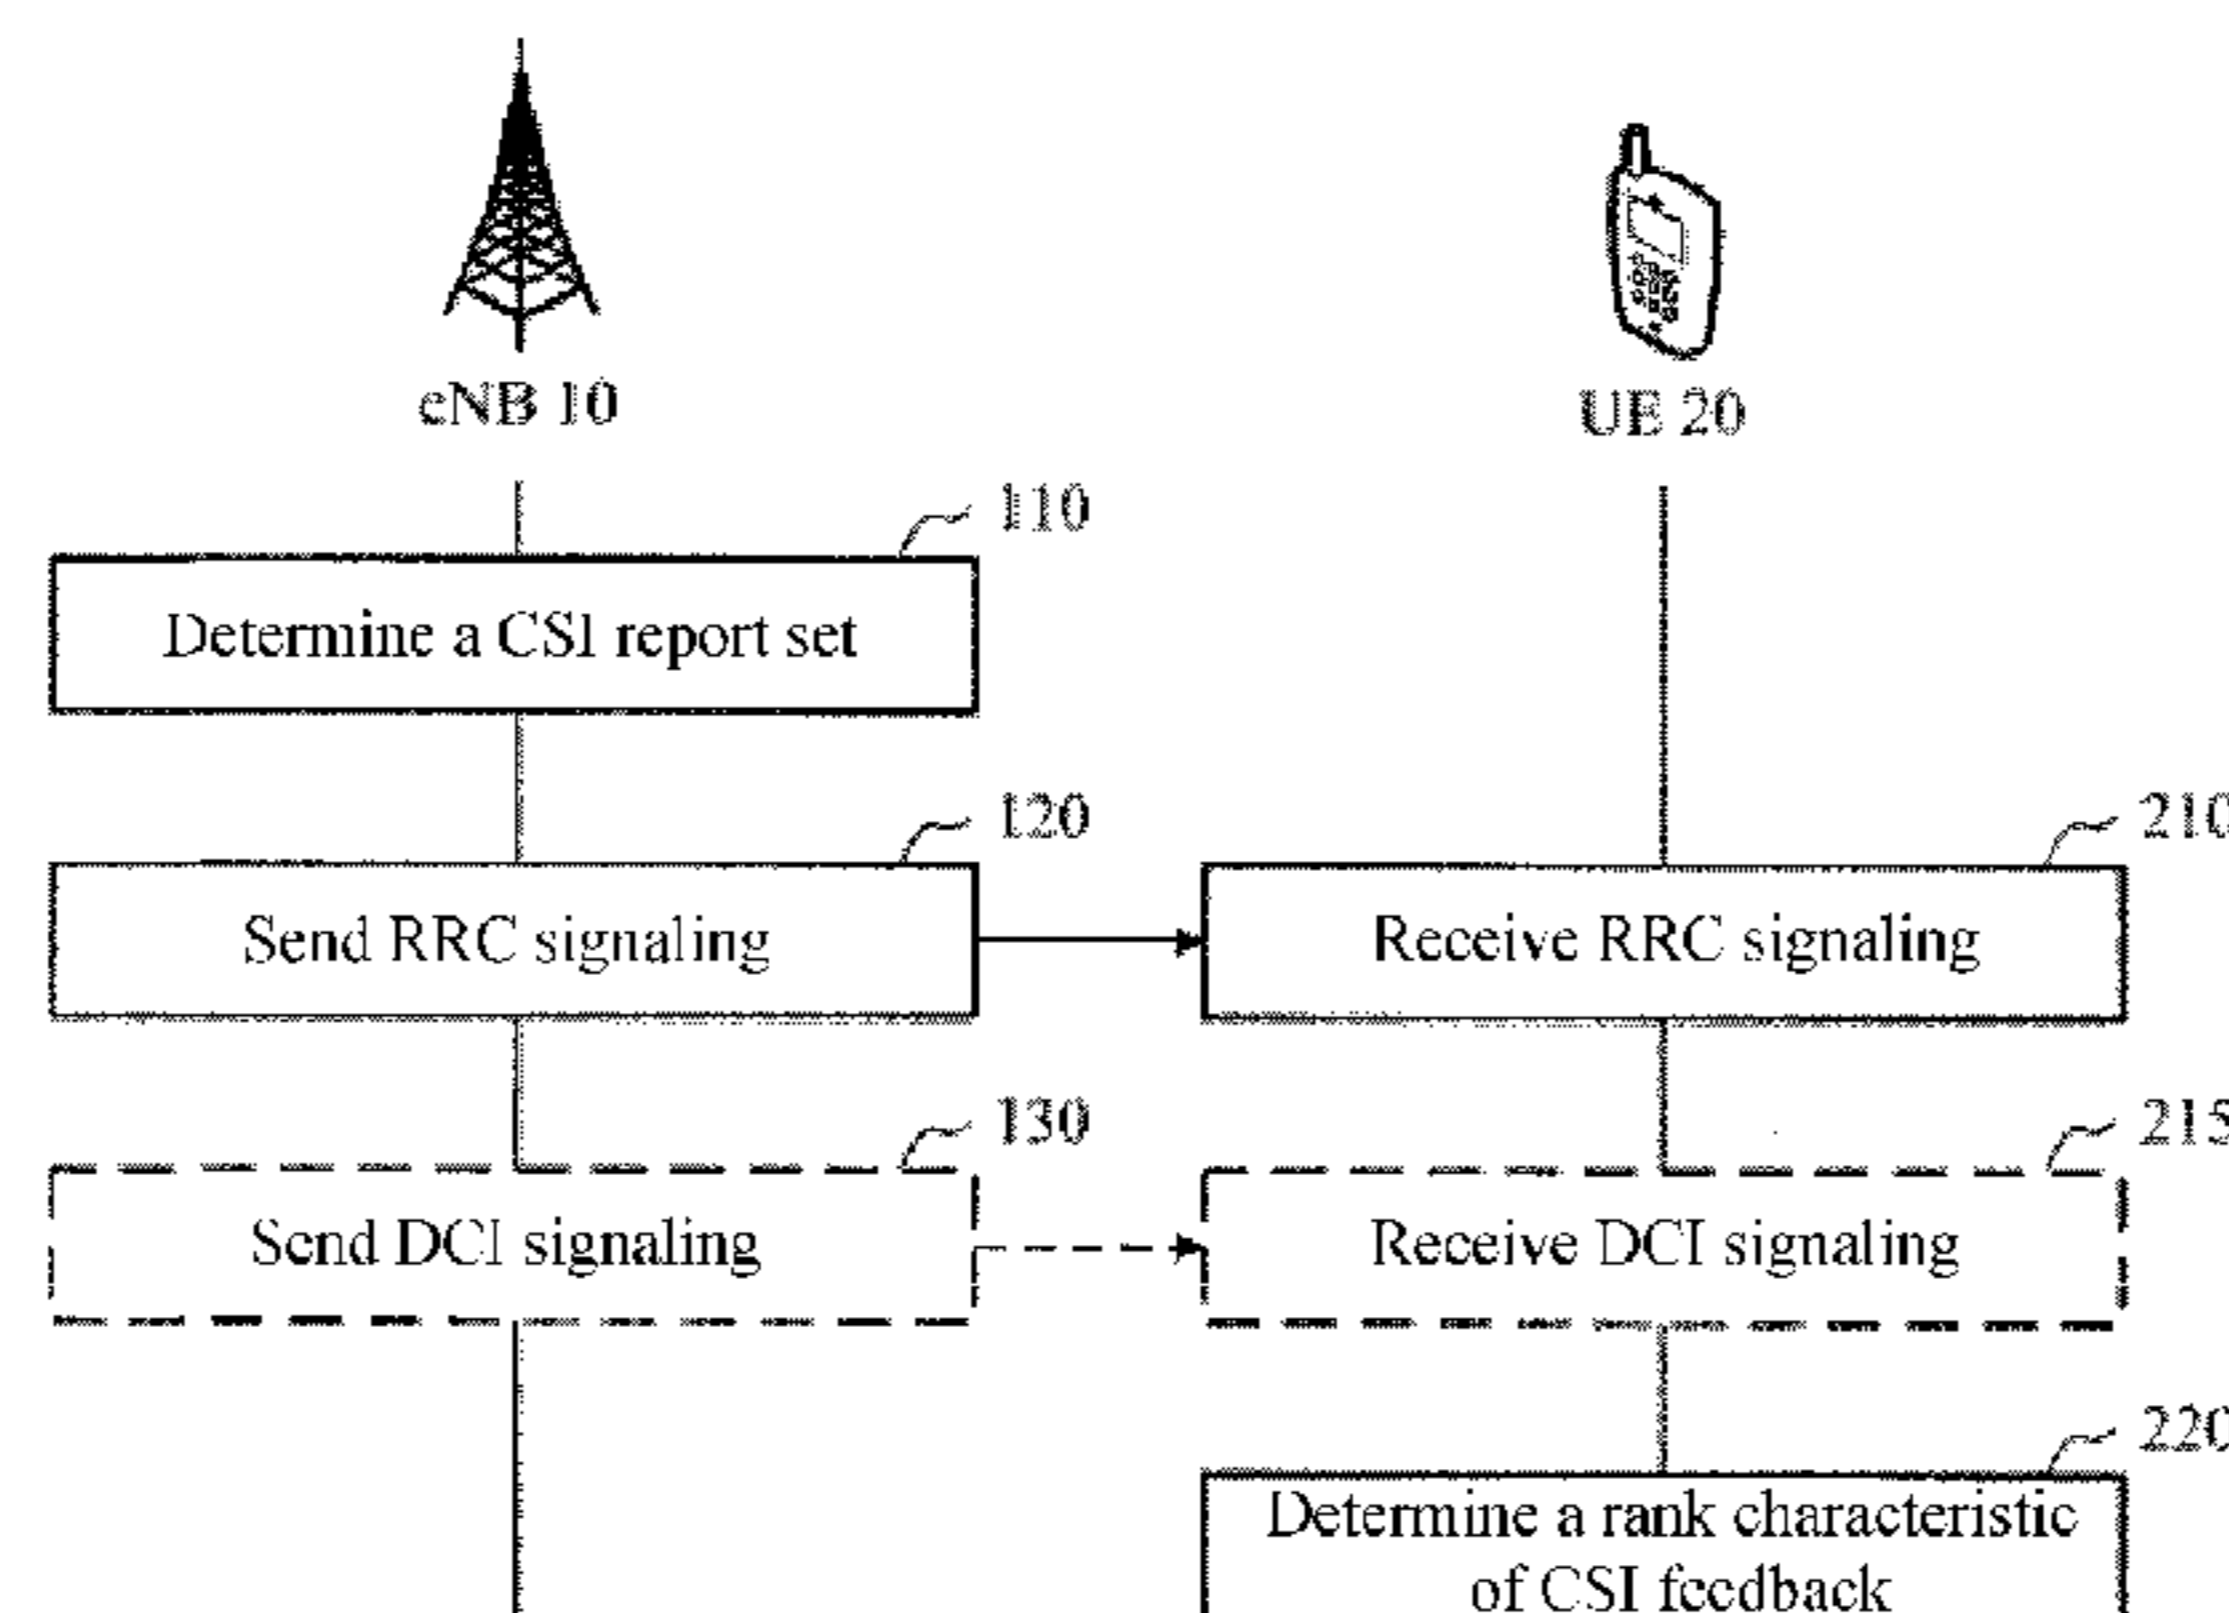 eNB 10
UE 20
110
Determine a CSI report set
120
210
Send RRC signaling
Receive RRC signaling
130
215
Send DCI signaling
Receive DCI signaling
220
Determine a rank characteristic
of CSI feedback